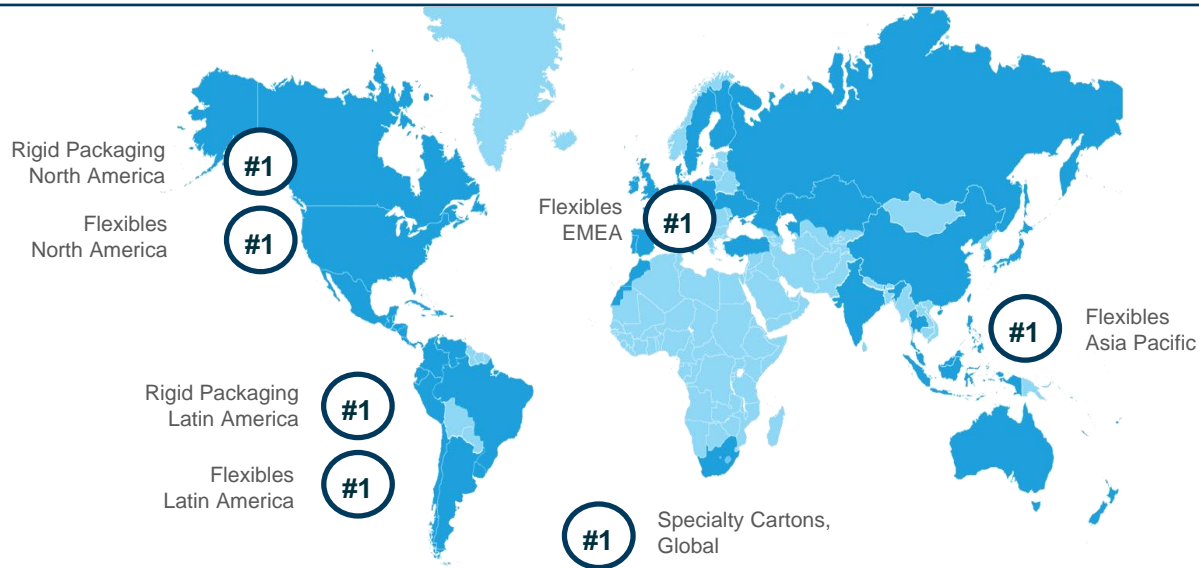 Rigid Packaging
North America
#1
Flexibles
North America
#1
Flexibles
EMEA
#1
Flexibles
Asia Pacific
#1
Rigid Packaging
Latin America
#1
Flexibles
Latin America
#1
Specialty Cartons,
Global
#1